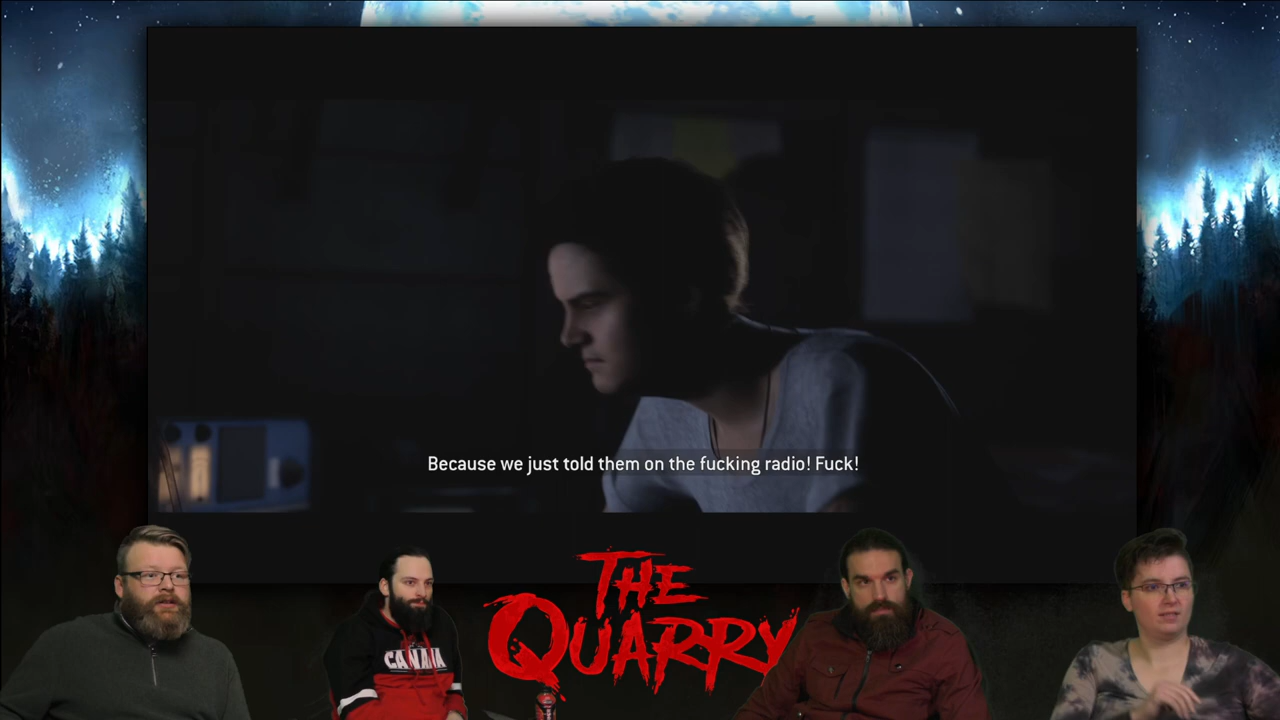 Because we just told them on the fucking radio! Fuck!
CANADA
THE
QUARRY